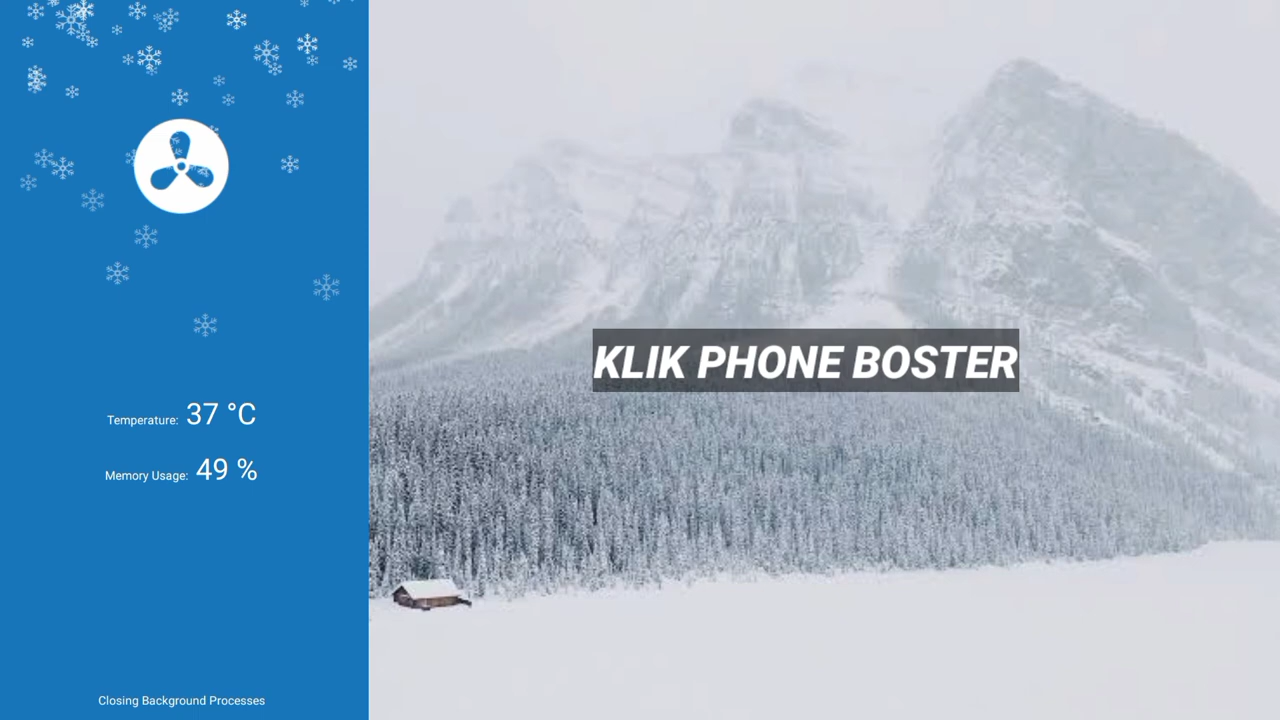 Temperature: 37 °C
Memory Usage: 49 %
Closing Background Processes
KLIK PHONE BOSTER